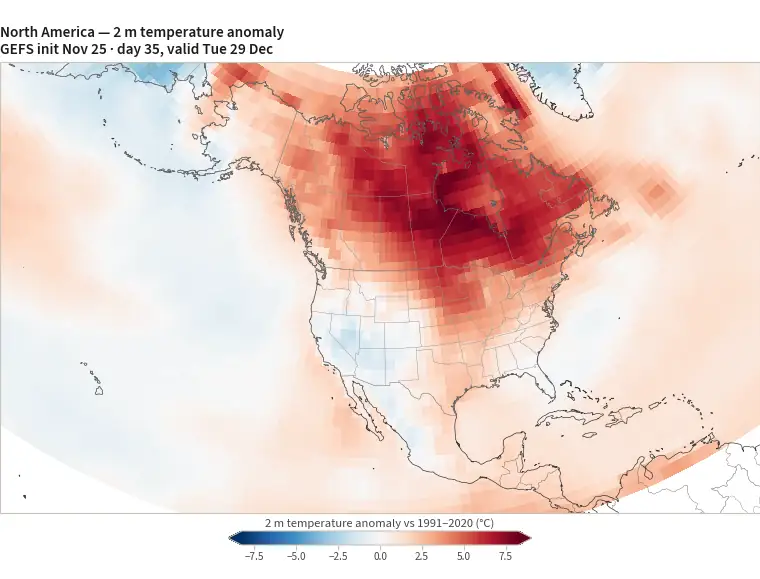 North America — 2 m temperature anomaly
GEFS init Nov 25 · day 35, valid Tue 29 Dec
2 m temperature anomaly vs 1991–2020 (°C)
−7.5 −5.0 −2.5 0.0 2.5 5.0 7.5